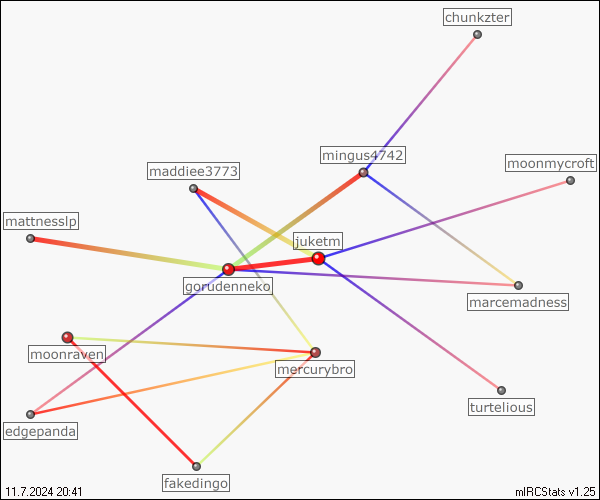 chunkzter
mingus4742
moonmycroft
maddiee3773
mattnesslp
juketm
gorudenneko
marcemadness
moonraven
mercurybro
turtelious
edgepanda
fakedingo
11.7.2024 20:41
mIRCStats v1.25